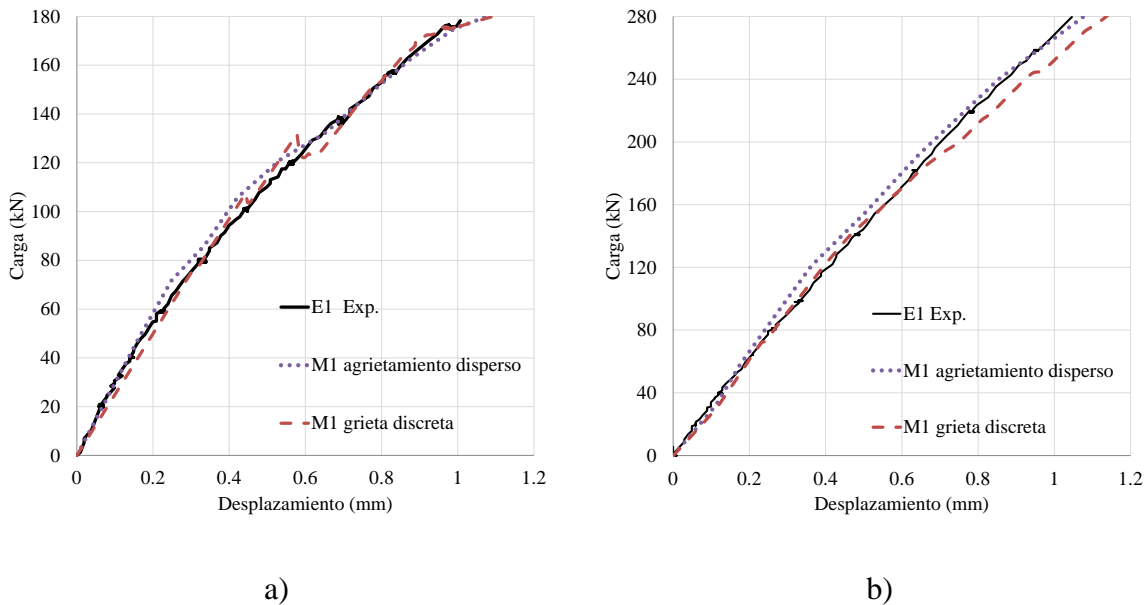 180
160
140
120
100
80
60
40
20
0
Carga (kN)
0
0.2
0.4
0.6
0.8
1
1.2
Desplazamiento (mm)
E1 Exp.
M1 agrietamiento disperso
M1 grieta discreta
a)
280
240
200
160
120
80
40
0
Carga (kN)
0
0.2
0.4
0.6
0.8
1
1.2
Desplazamiento (mm)
E1 Exp.
M1 agrietamiento disperso
M1 grieta discreta
b)